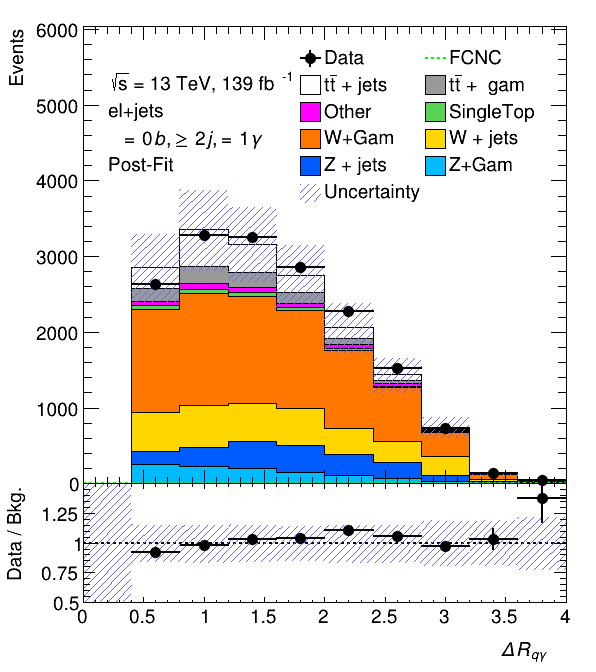 Events
6000
5000
4000
3000
2000
1000
0
√s = 13 TeV, 139 fb⁻¹
el+jets
= 0b, ≥ 2j, = 1γ
Post-Fit
Data
FCNC
tt̄ + jets
tt̄ + gam
Other
SingleTop
W+Gam
W + jets
Z + jets
Z+Gam
Uncertainty
Data / Bkg.
1.25
1
0.75
0.5
0 0.5 1 1.5 2 2.5 3 3.5 4
ΔR_qγ